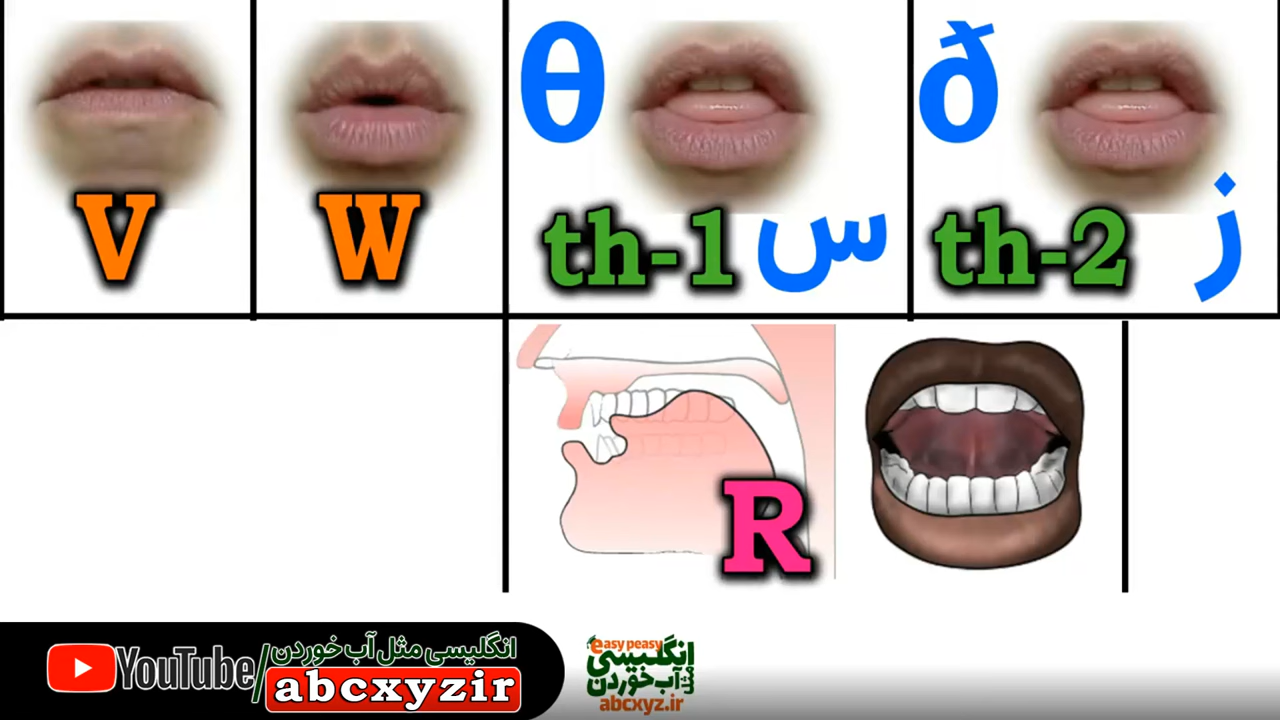 V
W
θ
th-1
س
ð
th-2
ز
R
YouTube/
انگلیسی مثل آب خوردن
abcxyzir
easy peasy
انگلیسی
مثل
آب خوردن
abcxyz.ir